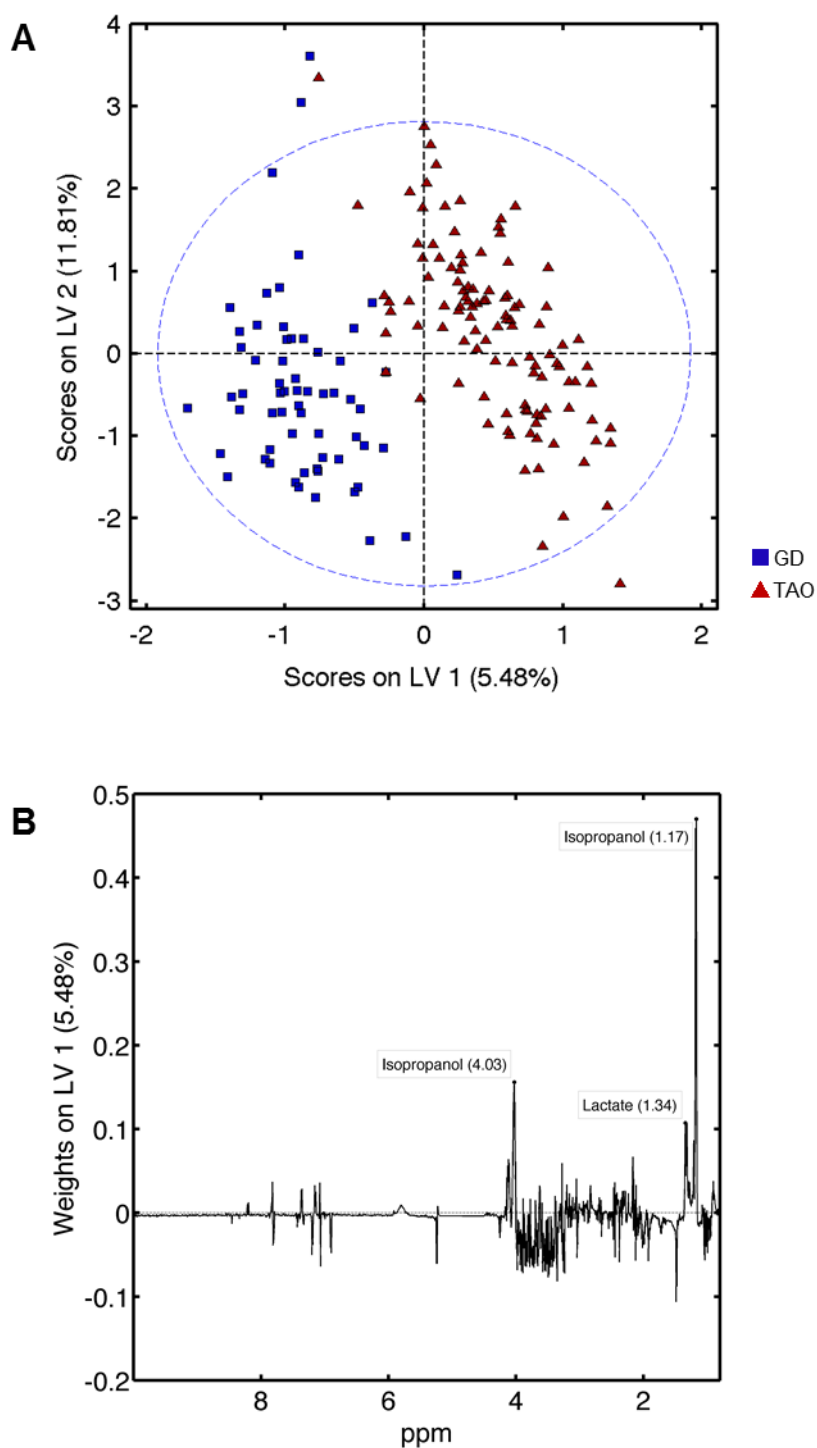 A
4
3
2
1
0
-1
-2
-3
Scores on LV 2 (11.81%)
-2 -1 0 1 2
Scores on LV 1 (5.48%)
GD
TAO
B
0.5
0.4
0.3
0.2
0.1
0
-0.1
-0.2
Weights on LV 1 (5.48%)
Isopropanol (1.17)
Isopropanol (4.03)
Lactate (1.34)
8 6 4 2
ppm